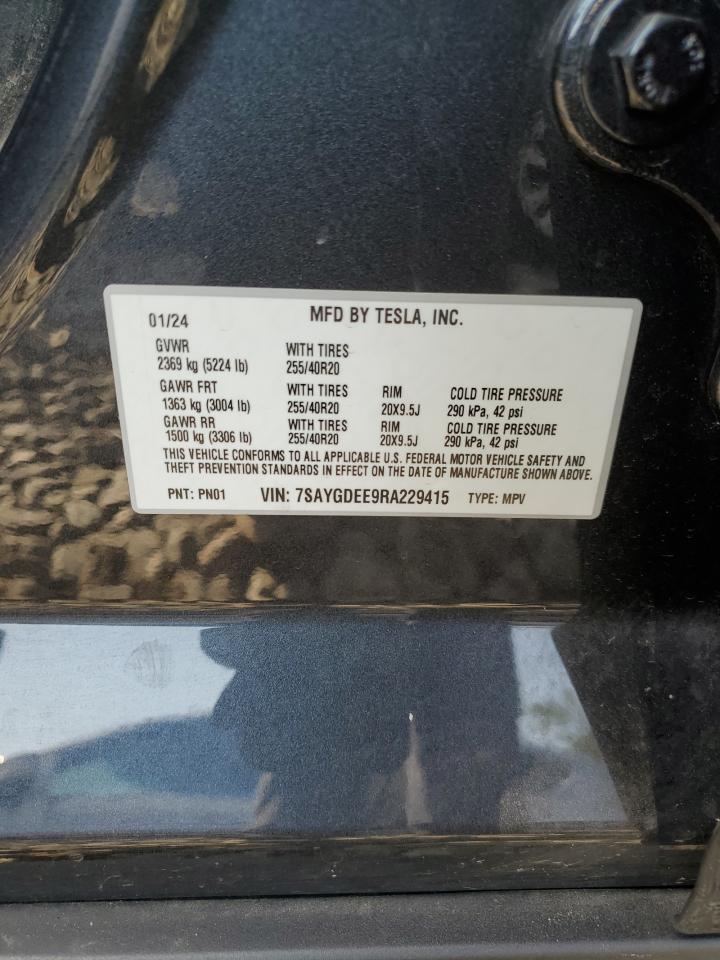 01/24 MFD BY TESLA, INC.
GVWR WITH TIRES
2369 kg (5224 lb) 255/40R20
GAWR FRT WITH TIRES RIM COLD TIRE PRESSURE
1363 kg (3004 lb) 255/40R20 20X9.5J 290 kPa, 42 psi
GAWR RR WITH TIRES RIM COLD TIRE PRESSURE
1500 kg (3306 lb) 255/40R20 20X9.5J 290 kPa, 42 psi
THIS VEHICLE CONFORMS TO ALL APPLICABLE U.S. FEDERAL MOTOR VEHICLE SAFETY AND
THEFT PREVENTION STANDARDS IN EFFECT ON THE DATE OF MANUFACTURE SHOWN ABOVE.
PNT: PN01 VIN: 7SAYGDEE9RA229415 TYPE: MPV